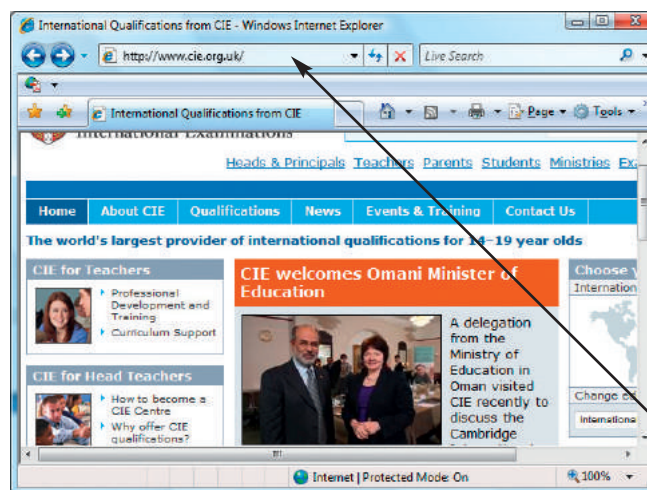 International Qualifications from CIE - Windows Internet Explorer
http://www.cie.org.uk/
Live Search
International Qualifications from CIE
Page
Tools
International Examinations
Heads & Principals Teachers Parents Students Ministries
Home About CIE Qualifications News Events & Training Contact Us
The world's largest provider of international qualifications for 14-19 year olds
CIE for Teachers
Professional
Development and
Training
Curriculum Support
CIE for Head Teachers
How to become a
CIE Centre
Why offer CIE
qualifications?
CIE welcomes Omani Minister of
Education
A delegation
from the
Ministry of
Education in
Oman visited
CIE recently to
discuss the
Cambridge
Choose
Internation
Change
Internationa
Internet | Protected Mode: On
100%